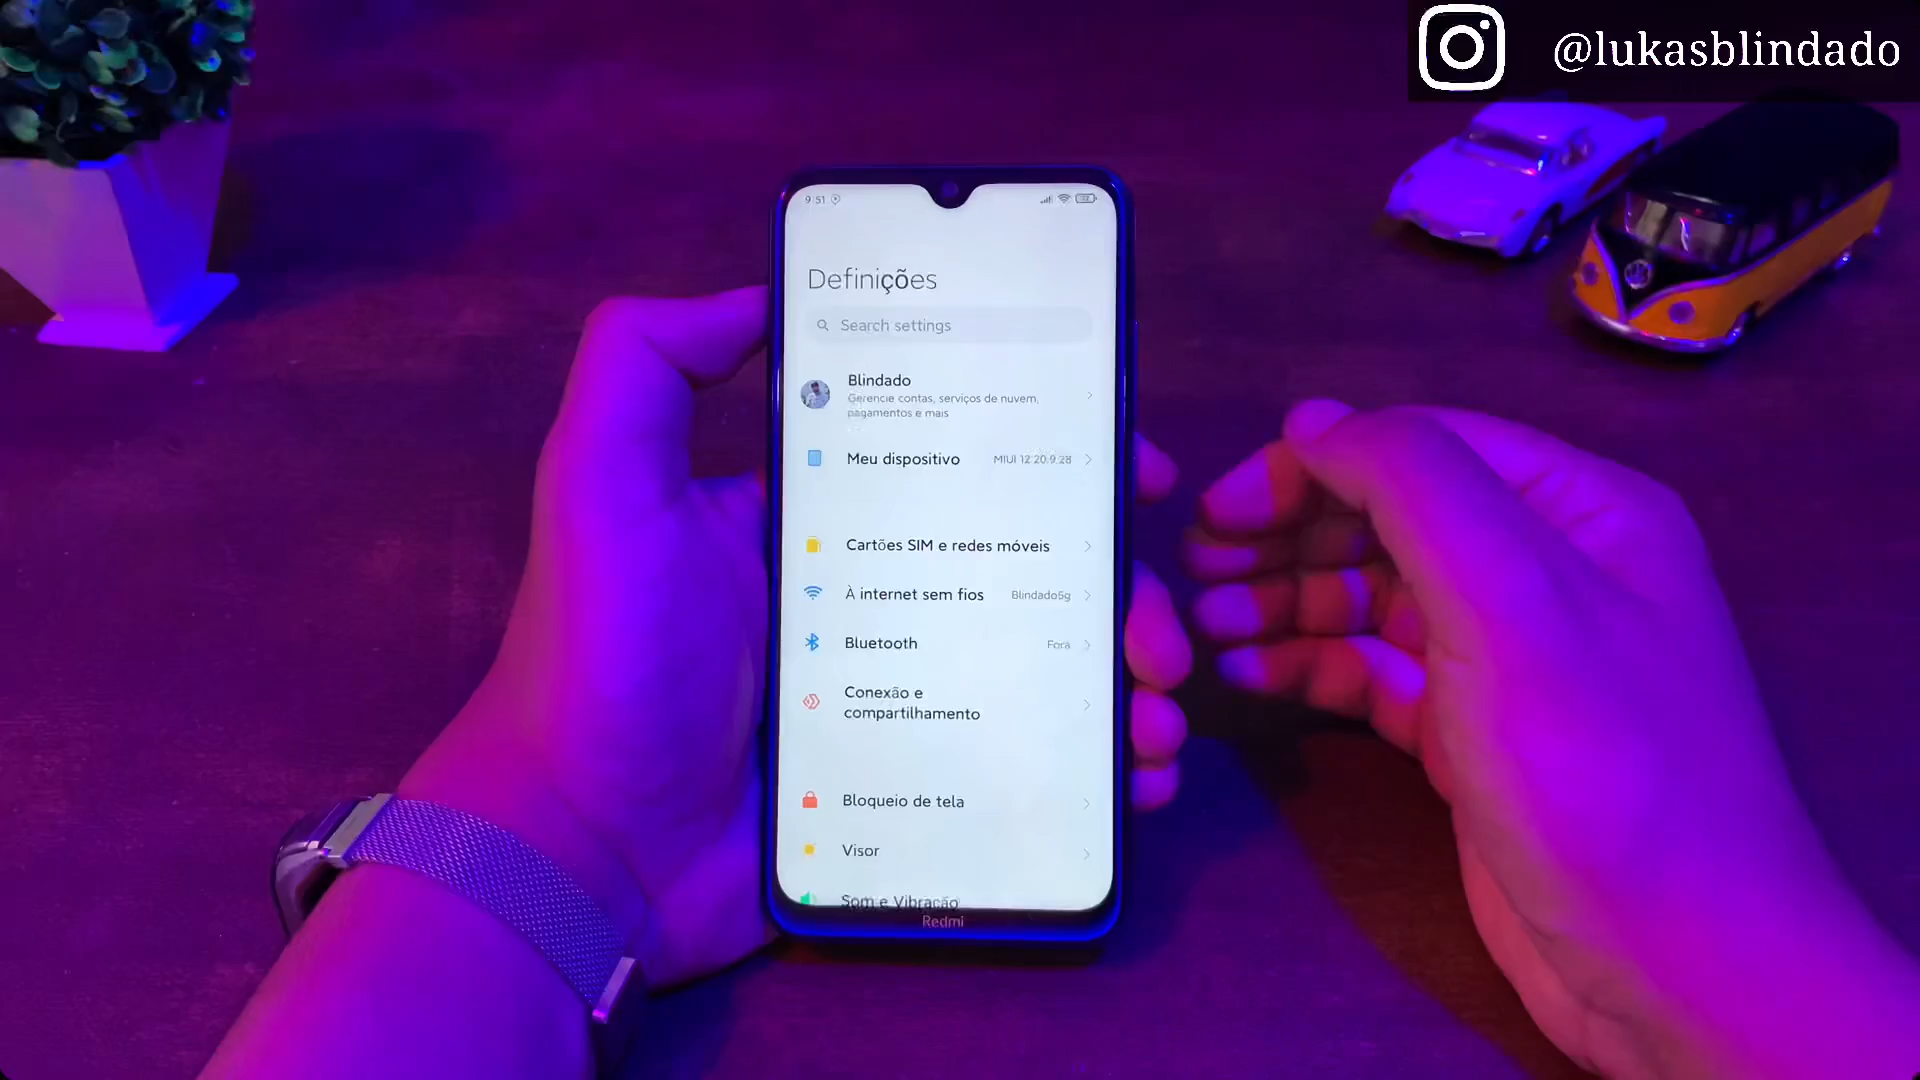 @lukasblindado
9:51
Definições
Search settings
Blindado
Gerencie contas, serviços de nuvem,
pagamentos e mais
Meu dispositivo MIUI 12 20.9.28
Cartões SIM e redes móveis
À internet sem fios Blindado5g
Bluetooth Fora
Conexão e
compartilhamento
Bloqueio de tela
Visor
Som e Vibração
Redmi